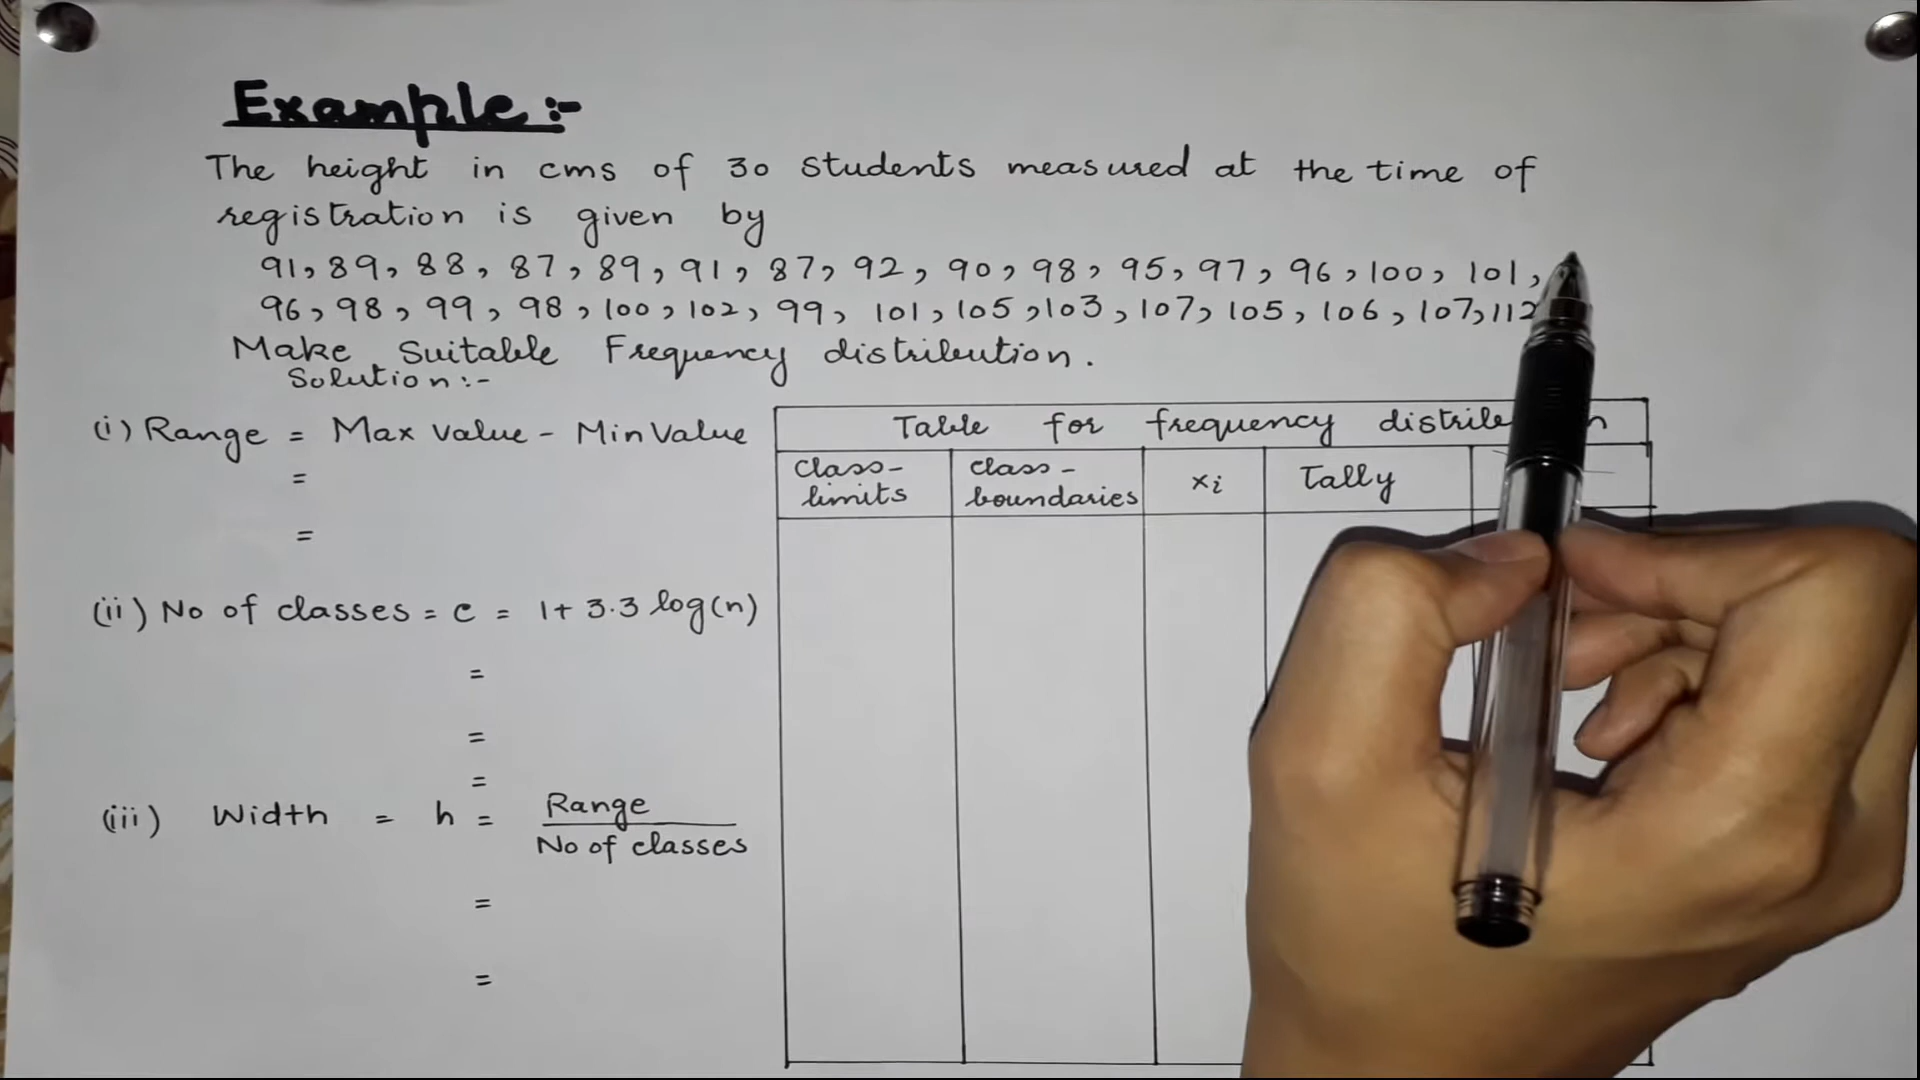 Example:-
The height in cms of 30 students measured at the time of
registration is given by
91, 89, 88, 87, 89, 91, 87, 92, 90, 98, 95, 97, 96, 100, 101,
96, 98, 99, 98, 100, 102, 99, 101, 105, 103, 107, 105, 106, 107, 112
Make Suitable Frequency distribution.
Solution:-
(i) Range = Max Value - Min Value
=
=
(ii) No of classes = c = 1 + 3.3 log(n)
=
=
=
(iii) Width = h = Range
No of classes
=
=
Table for frequency
class-limits class-boundaries xi Tally